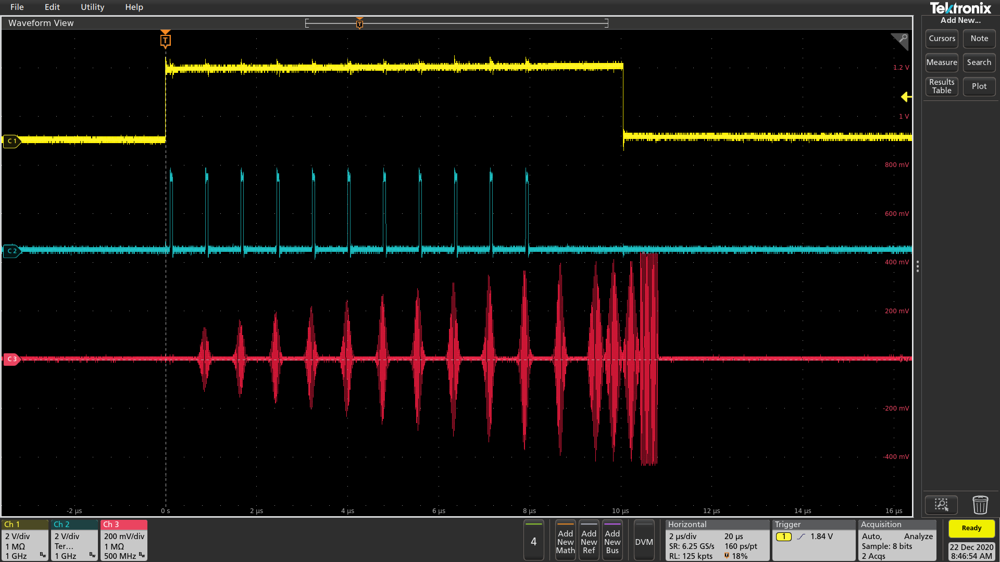 File Edit Utility Help
Tektronix
Waveform View
Add New...
T
T
Cursors Note
Measure Search
Results Table Plot
1.2 V
1 V
C 1
800 mV
600 mV
C 2
400 mV
200 mV
C 3
0 V
-200 mV
-400 mV
-2 µs 0 s 2 µs 4 µs 6 µs 8 µs 10 µs 12 µs 14 µs 16 µs
Ch 1
2 V/div
1 MΩ
1 GHz Bw
Ch 2
2 V/div
Ter...
1 GHz Bw
Ch 3
200 mV/div
1 MΩ
500 MHz Bw
4
Add New Math
Add New Ref
Add New Bus
DVM
Horizontal
2 µs/div 20 µs
SR: 6.25 GS/s 160 ps/pt
RL: 125 kpts T 18%
Trigger
1 1.84 V
Acquisition
Auto, Analyze
Sample: 8 bits
2 Acqs
Ready
22 Dec 2020
8:46:54 AM